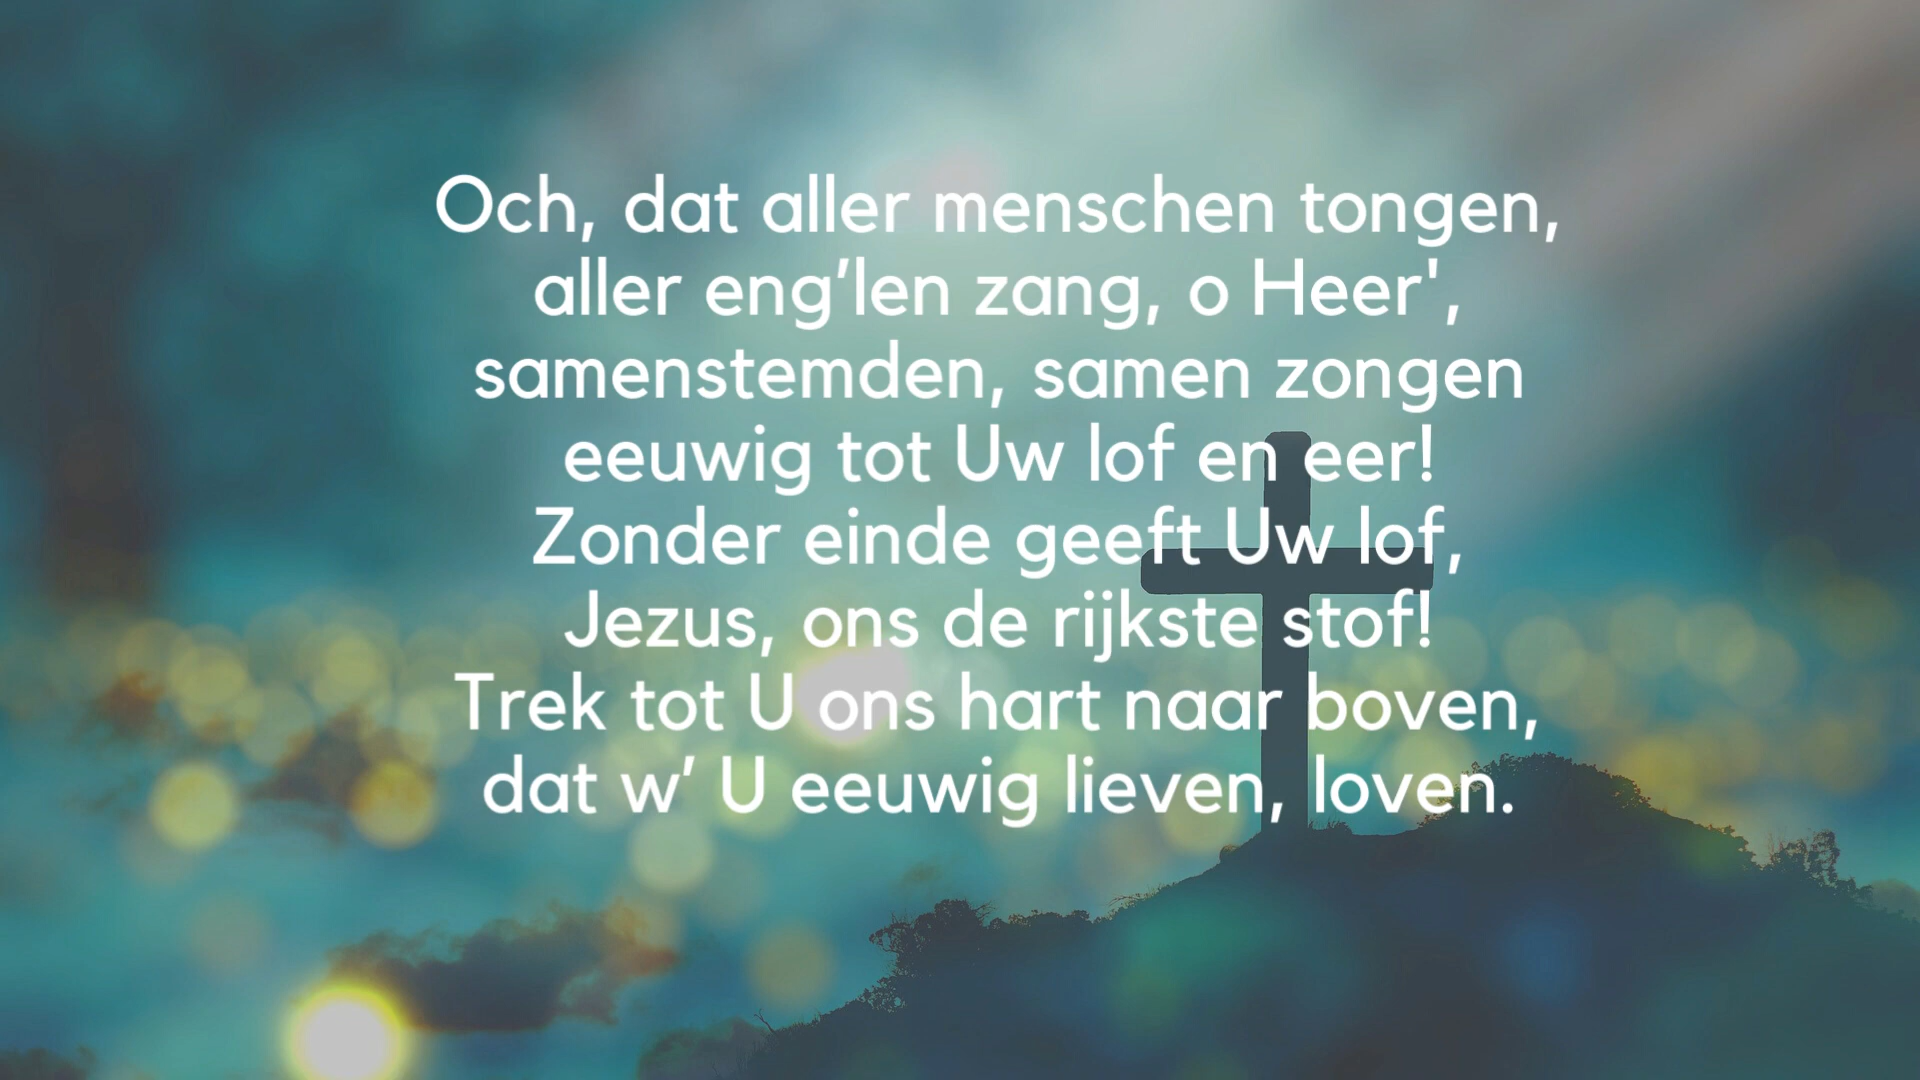 Och, dat aller menschen tongen,
aller eng’len zang, o Heer',
samenstemden, samen zongen
eeuwig tot Uw lof en eer!
Zonder einde geeft Uw lof,
Jezus, ons de rijkste stof!
Trek tot U ons hart naar boven,
dat w’ U eeuwig lieven, loven.